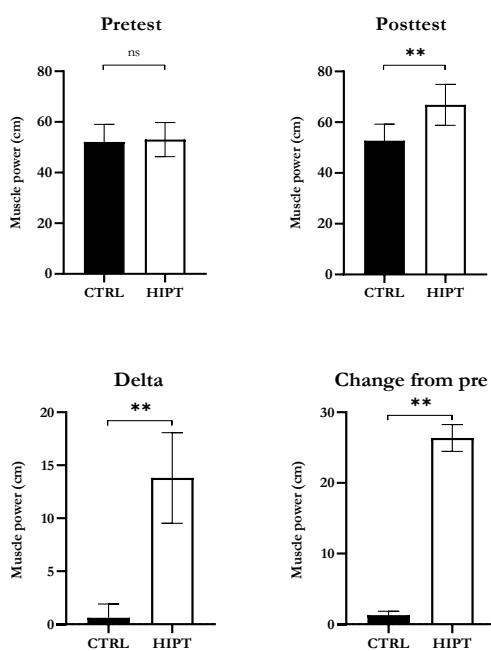 Pretest
ns
80
60
40
20
0
Muscle power (cm)
CTRL HIPT
Posttest
**
80
60
40
20
0
Muscle power (cm)
CTRL HIPT
Delta
**
20
15
10
5
0
Muscle power (cm)
CTRL HIPT
Change from pre
**
30
20
10
0
Muscle power (cm)
CTRL HIPT